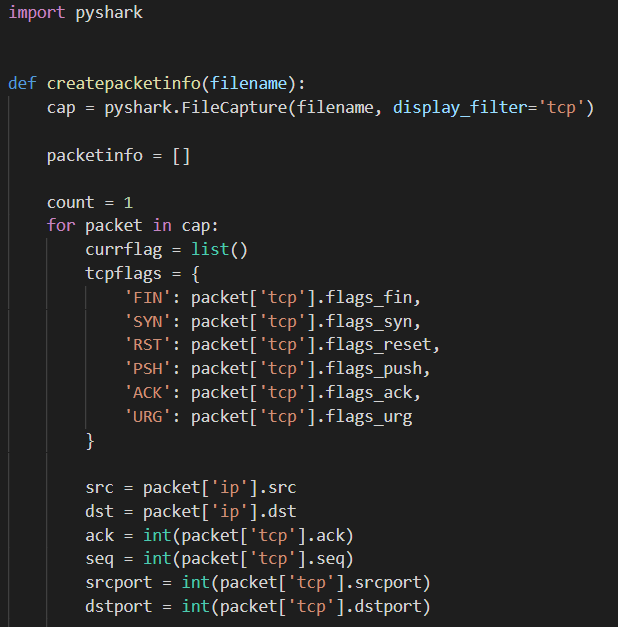 import pyshark
def createpacketinfo(filename):
    cap = pyshark.FileCapture(filename, display_filter='tcp')
    packetinfo = []
    count = 1
    for packet in cap:
        currflag = list()
        tcpflags = {
            'FIN': packet['tcp'].flags_fin,
            'SYN': packet['tcp'].flags_syn,
            'RST': packet['tcp'].flags_reset,
            'PSH': packet['tcp'].flags_push,
            'ACK': packet['tcp'].flags_ack,
            'URG': packet['tcp'].flags_urg
        }
        src = packet['ip'].src
        dst = packet['ip'].dst
        ack = int(packet['tcp'].ack)
        seq = int(packet['tcp'].seq)
        srcport = int(packet['tcp'].srcport)
        dstport = int(packet['tcp'].dstport)